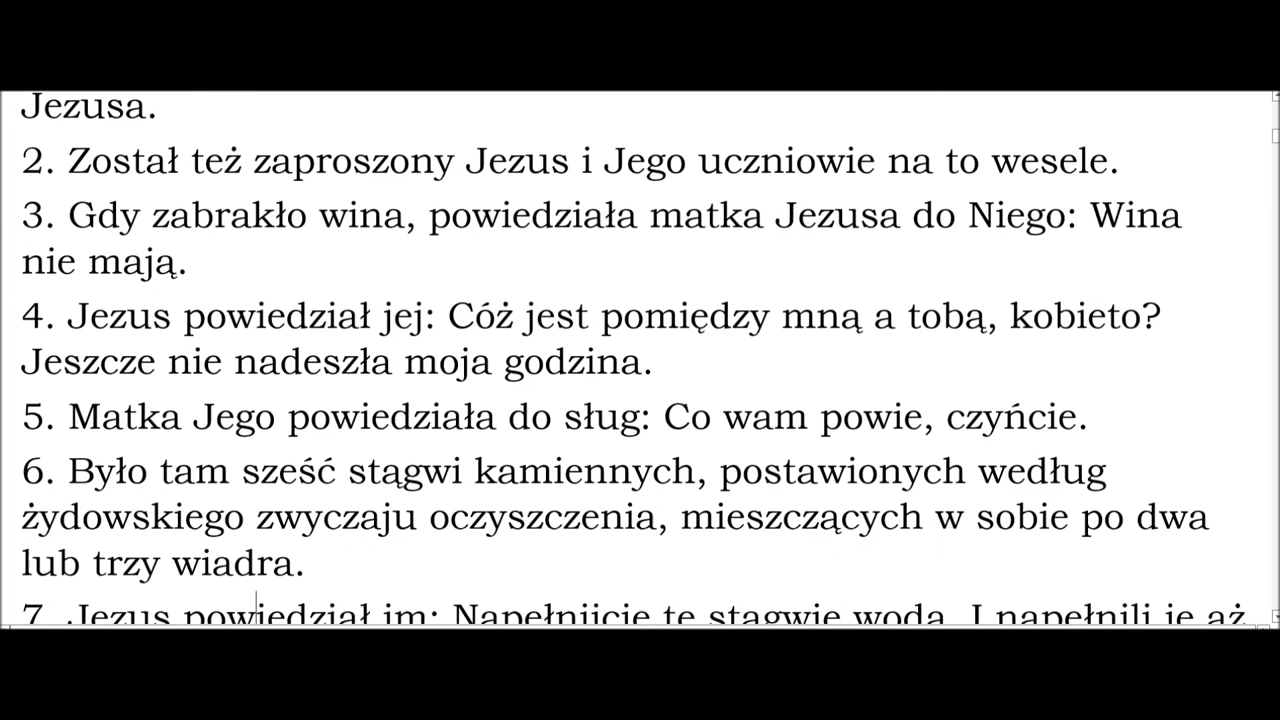 Jezusa.
2. Został też zaproszony Jezus i Jego uczniowie na to wesele.
3. Gdy zabrakło wina, powiedziała matka Jezusa do Niego: Wina
nie mają.
4. Jezus powiedział jej: Cóż jest pomiędzy mną a tobą, kobieto?
Jeszcze nie nadeszła moja godzina.
5. Matka Jego powiedziała do sług: Co wam powie, czyńcie.
6. Było tam sześć stągwi kamiennych, postawionych według
żydowskiego zwyczaju oczyszczenia, mieszczących w sobie po dwa
lub trzy wiadra.
7. Jezus powiedział im: Napełnijcie te stągwie wodą. I napełnili je aż